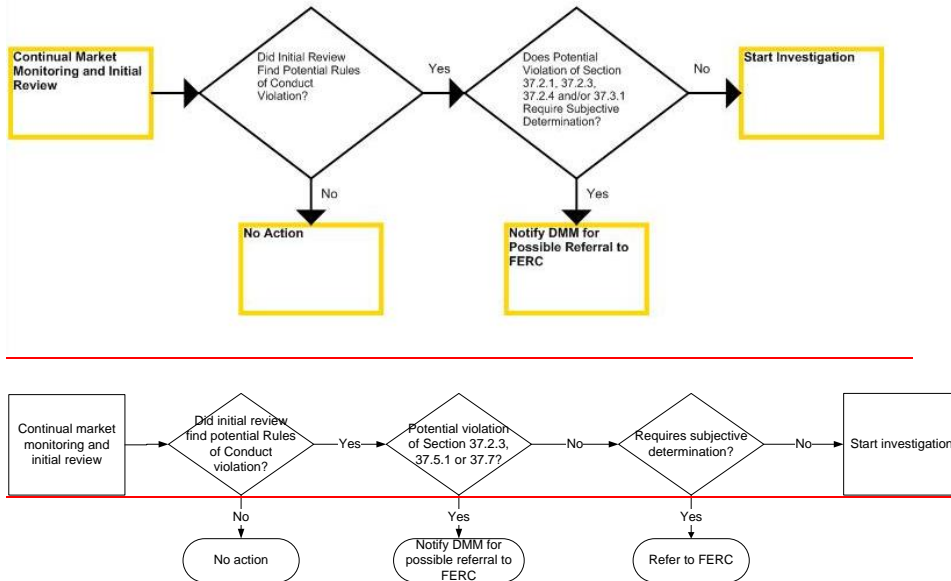 Continual Market
Monitoring and Initial
Review
Did Initial Review
Find Potential Rules
of Conduct
Violation?
Yes
Does Potential
Violation of Section
37.2.1, 37.2.3,
37.2.4 and/or 37.3.1
Require Subjective
Determination?
No
Start Investigation
No
Yes
No Action
Notify DMM for
Possible Referral to
FERC
Continual market
monitoring and
initial review
Did initial review
find potential Rules
of Conduct
violation?
Yes
Potential violation
of Section 37.2.3,
37.5.1 or 37.7?
No
Requires subjective
determination?
No
Start investigation
No
Yes
Yes
No action
Notify DMM for
possible referral to
FERC
Refer to FERC